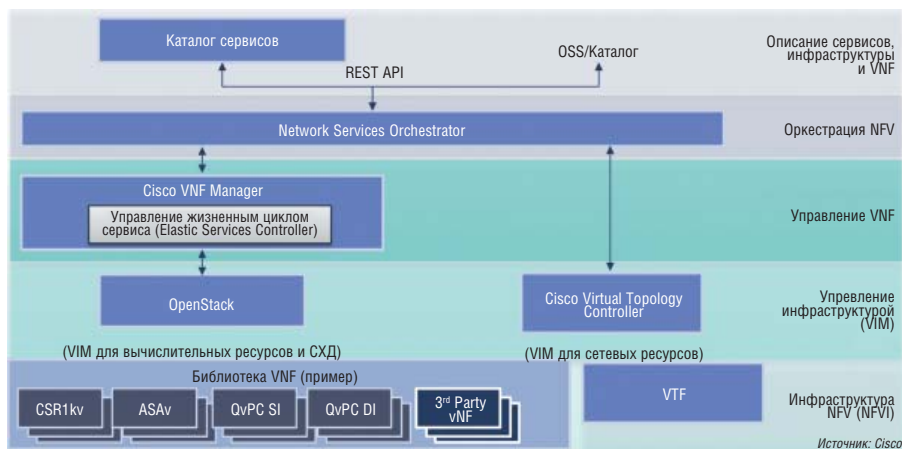 Каталог сервисов
OSS/Каталог
REST API
Описание сервисов,
инфраструктуры
и VNF
Network Services Orchestrator
Оркестрация NFV
Cisco VNF Manager
Управление жизненным циклом
сервиса (Elastic Services Controller)
Управление VNF
OpenStack
Cisco Virtual Topology
Controller
Упревление
инфраструктурой
(VIM)
(VIM для вычислительных ресурсов и СХД)
(VIM для сетевых ресурсов)
Библиотека VNF (пример)
CSR1kv
ASAv
QvPC SI
QvPC DI
3rd Party
vNF
VTF
Инфраструктура
NFV (NFVI)
Источник: Cisco